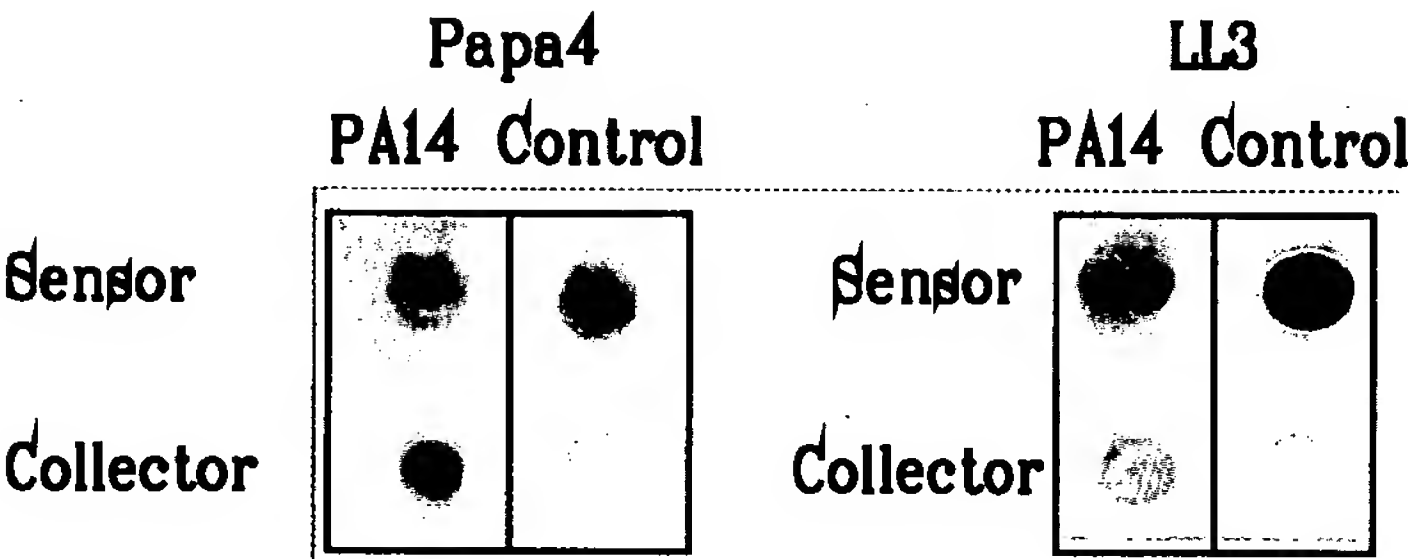 Papa4 LL3
PA14 Control PA14 Control
Sensor Sensor
Collector Collector